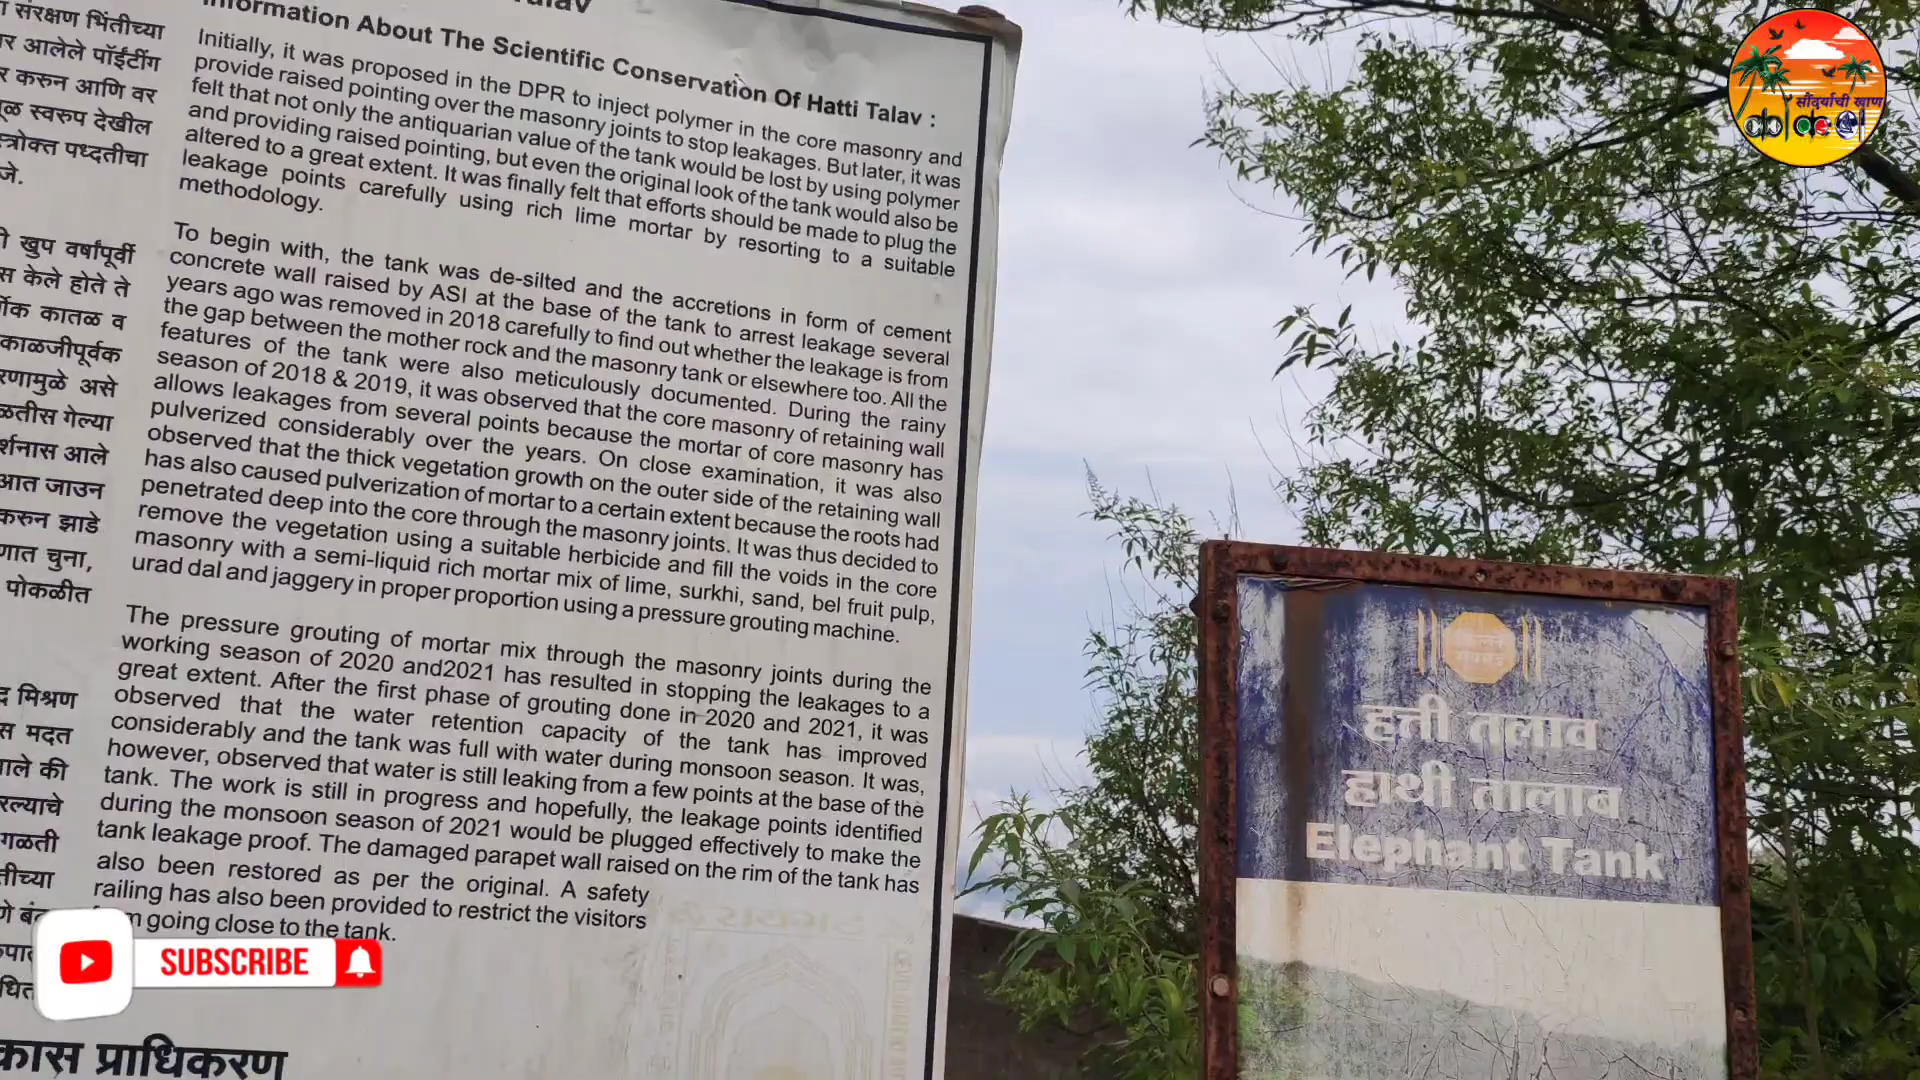 ा संरक्षण भिंतीच्या
र आलेले पॉईंटींग
र करुन आणि वर
ूळ स्वरुप देखील
स्त्रोक्त पध्दतीचा
जे.
ी खुप वर्षांपूर्वी
स केले होते ते
र्गीक कातळ व
काळजीपूर्वक
रणामुळे असे
ळतीस गेल्या
र्शनास आले
आत जाउन
करुन झाडे
णात चुना,
पोकळीत
द मिश्रण
स मदत
ाले की
रल्याचे
गळती
तीच्या
कास प्राधिकरण
Talav
Information About The Scientific Conservation Of Hatti Talav :
Initially, it was proposed in the DPR to inject polymer in the core masonry and
provide raised pointing over the masonry joints to stop leakages. But later, it was
felt that not only the antiquarian value of the tank would be lost by using polymer
and providing raised pointing, but even the original look of the tank would also be
altered to a great extent. It was finally felt that efforts should be made to plug the
leakage points carefully using rich lime mortar by resorting to a suitable
methodology.
To begin with, the tank was de-silted and the accretions in form of cement
concrete wall raised by ASI at the base of the tank to arrest leakage several
years ago was removed in 2018 carefully to find out whether the leakage is from
the gap between the mother rock and the masonry tank or elsewhere too. All the
features of the tank were also meticulously documented. During the rainy
season of 2018 & 2019, it was observed that the core masonry of retaining wall
allows leakages from several points because the mortar of core masonry has
pulverized considerably over the years. On close examination, it was also
observed that the thick vegetation growth on the outer side of the retaining wall
has also caused pulverization of mortar to a certain extent because the roots had
penetrated deep into the core through the masonry joints. It was thus decided to
remove the vegetation using a suitable herbicide and fill the voids in the core
masonry with a semi-liquid rich mortar mix of lime, surkhi, sand, bel fruit pulp,
urad dal and jaggery in proper proportion using a pressure grouting machine.
The pressure grouting of mortar mix through the masonry joints during the
working season of 2020 and2021 has resulted in stopping the leakages to a
great extent. After the first phase of grouting done in 2020 and 2021, it was
observed that the water retention capacity of the tank has improved
considerably and the tank was full with water during monsoon season. It was,
however, observed that water is still leaking from a few points at the base of the
tank. The work is still in progress and hopefully, the leakage points identified
during the monsoon season of 2021 would be plugged effectively to make the
tank leakage proof. The damaged parapet wall raised on the rim of the tank has
also been restored as per the original. A safety
railing has also been provided to restrict the visitors
going close to the tank.
हत्ती तलाव
हाथी तालाब
Elephant Tank
सौंदर्याची खाण
SUBSCRIBE